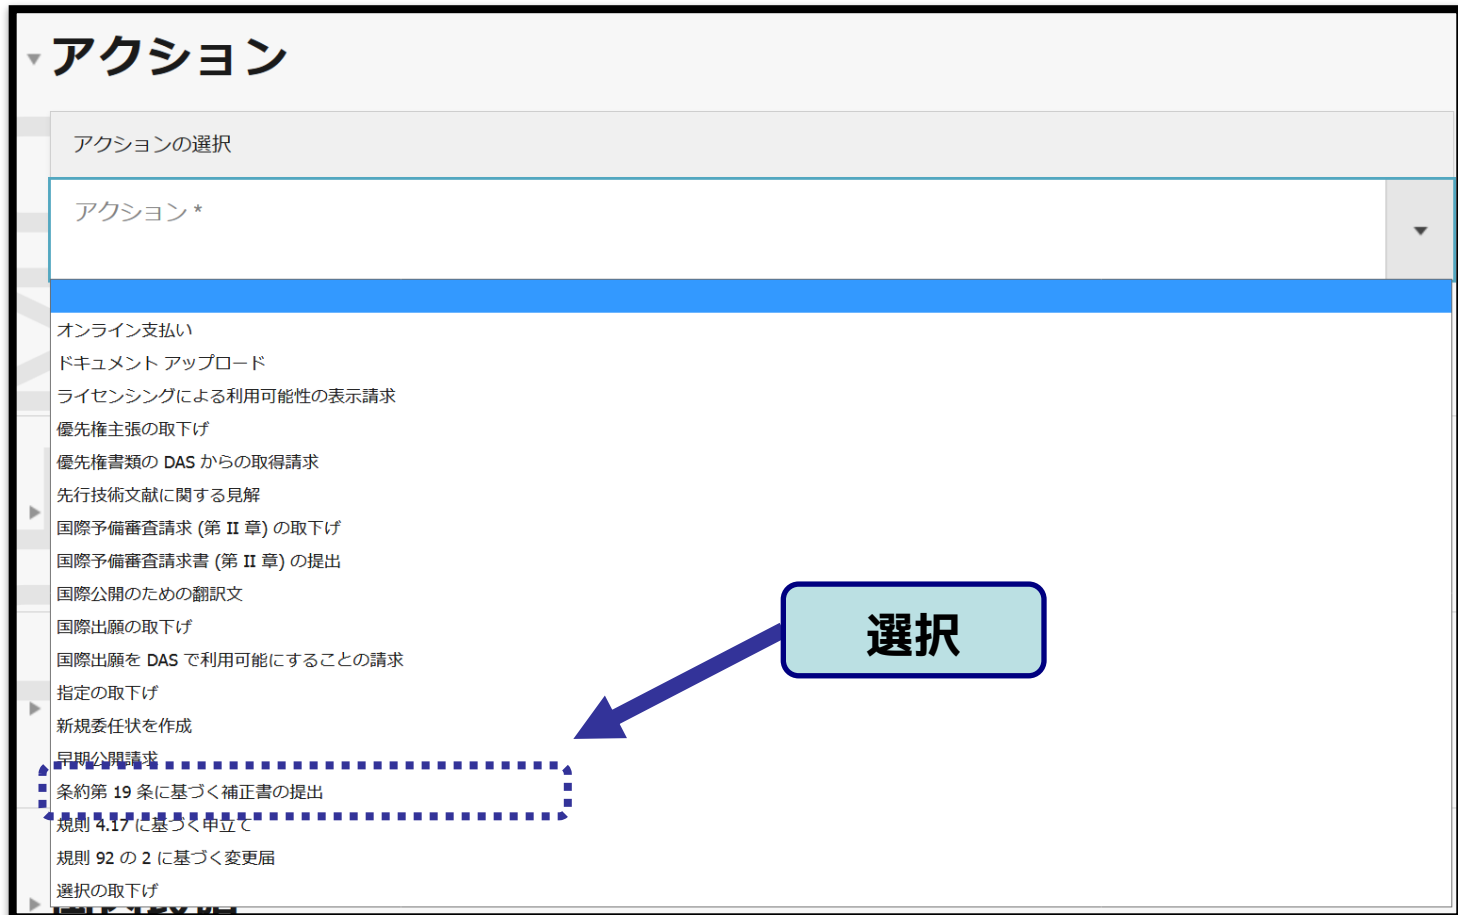 アクション
アクションの選択
アクション *
オンライン支払い
ドキュメント アップロード
ライセンシングによる利用可能性の表示請求
優先権主張の取下げ
優先権書類の DAS からの取得請求
先行技術文献に関する見解
国際予備審査請求 (第 II 章) の取下げ
国際予備審査請求書 (第 II 章) の提出
国際公開のための翻訳文
国際出願の取下げ
国際出願を DAS で利用可能にすることの請求
指定の取下げ
新規委任状を作成
早期公開請求
条約第 19 条に基づく補正書の提出
規則 4.17 に基づく申立て
規則 92 の 2 に基づく変更届
選択の取下げ
選択